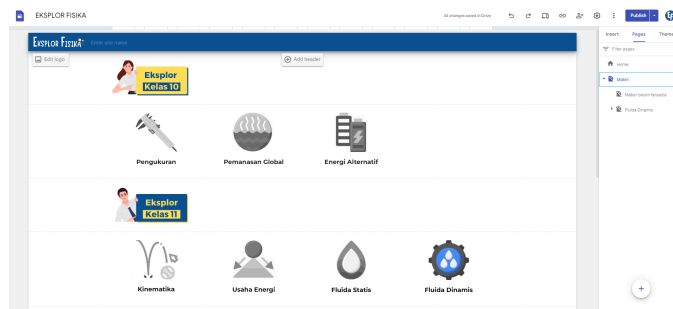 EKSPLOR FISIKA
All changes saved in Drive
Publish
EKSPLOR FISIKA
Enter site name
Edit logo
Add header
Eksplor
Kelas 10
Pengukuran
Pemanasan Global
Energi Alternatif
Eksplor
Kelas 11
Kinematika
Usaha Energi
Fluida Statis
Fluida Dinamis
Insert
Pages
Theme
Filter pages
Home
Materi
Materi belum tersedia
Fluida Dinamis